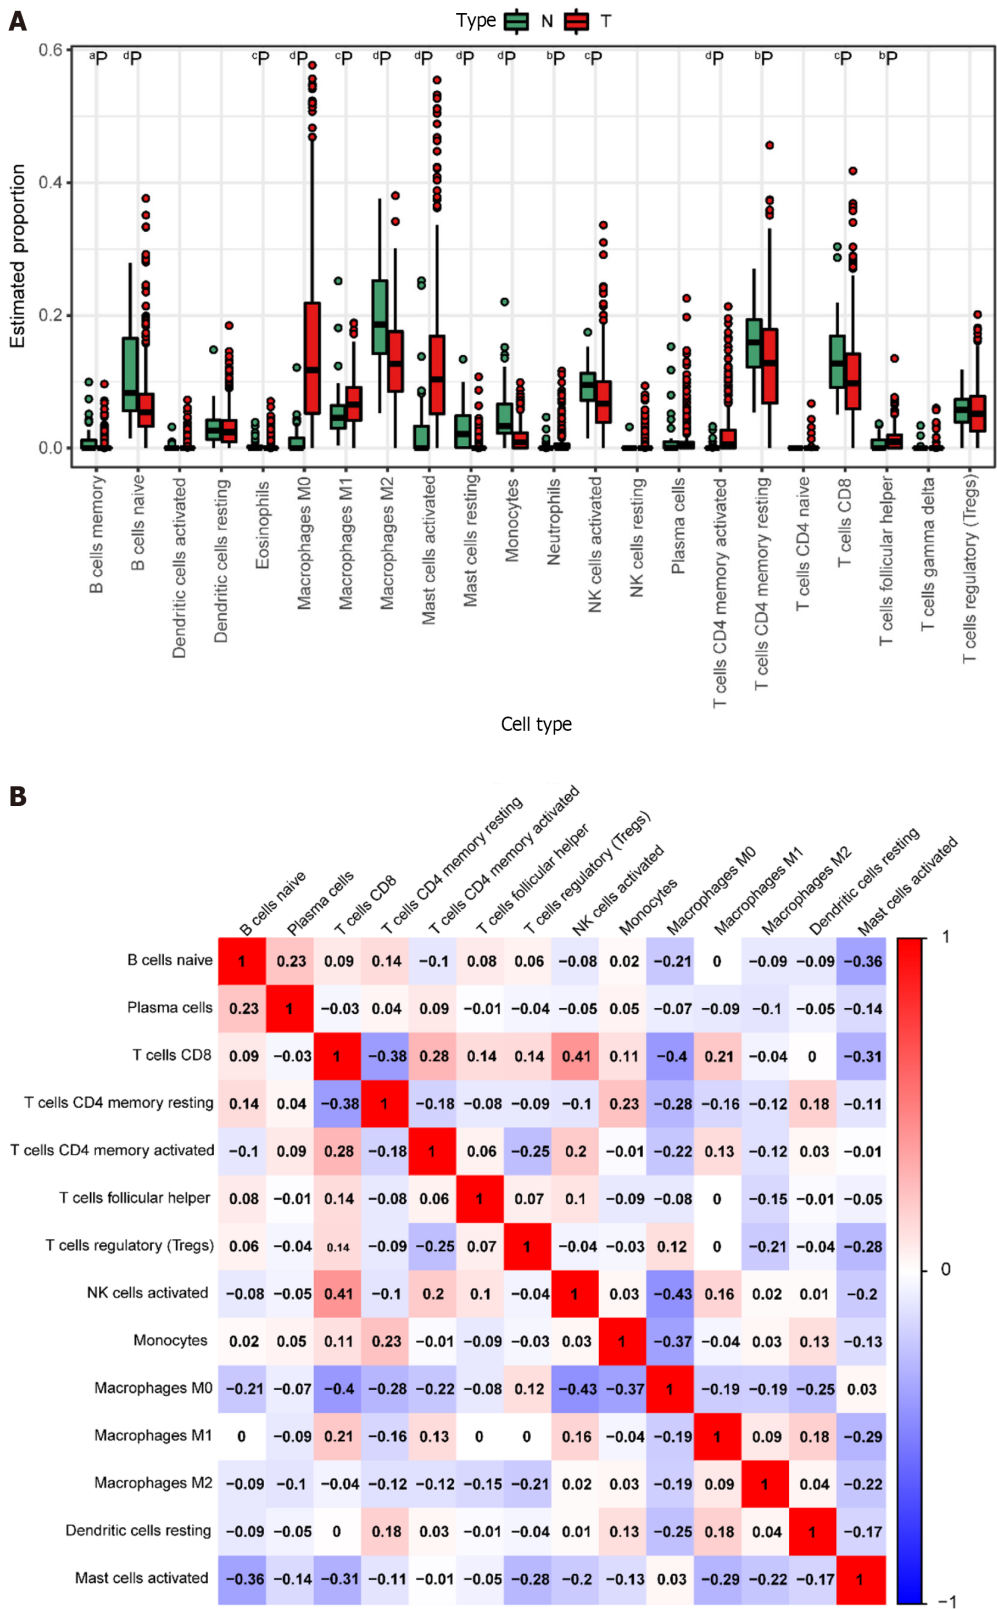 A
Type N T
Estimated proportion
0.6
0.4
0.2
0.0
aP dP cP dP cP dP dP dP dP bP cP dP bP cP bP
B cells memory
B cells naive
Dendritic cells activated
Dendritic cells resting
Eosinophils
Macrophages M0
Macrophages M1
Macrophages M2
Mast cells activated
Mast cells resting
Monocytes
Neutrophils
NK cells activated
NK cells resting
Plasma cells
T cells CD4 memory activated
T cells CD4 memory resting
T cells CD4 naive
T cells CD8
T cells follicular helper
T cells gamma delta
T cells regulatory (Tregs)
Cell type
B
B cells naive
Plasma cells
T cells CD8
T cells CD4 memory resting
T cells CD4 memory activated
T cells follicular helper
T cells regulatory (Tregs)
NK cells activated
Monocytes
Macrophages M0
Macrophages M1
Macrophages M2
Dendritic cells resting
Mast cells activated
B cells naive 1 0.23 0.09 0.14 −0.1 0.08 0.06 −0.08 0.02 −0.21 0 −0.09 −0.09 −0.36
Plasma cells 0.23 1 −0.03 0.04 0.09 −0.01 −0.04 −0.05 0.05 −0.07 −0.09 −0.1 −0.05 −0.14
T cells CD8 0.09 −0.03 1 −0.38 0.28 0.14 0.14 0.41 0.11 −0.4 0.21 −0.04 0 −0.31
T cells CD4 memory resting 0.14 0.04 −0.38 1 −0.18 −0.08 −0.09 −0.1 0.23 −0.28 −0.16 −0.12 0.18 −0.11
T cells CD4 memory activated −0.1 0.09 0.28 −0.18 1 0.06 −0.25 0.2 −0.01 −0.22 0.13 −0.12 0.03 −0.01
T cells follicular helper 0.08 −0.01 0.14 −0.08 0.06 1 0.07 0.1 −0.09 −0.08 0 −0.15 −0.01 −0.05
T cells regulatory (Tregs) 0.06 −0.04 0.14 −0.09 −0.25 0.07 1 −0.04 −0.03 0.12 0 −0.21 −0.04 −0.28
NK cells activated −0.08 −0.05 0.41 −0.1 0.2 0.1 −0.04 1 0.03 −0.43 0.16 0.02 0.01 −0.2
Monocytes 0.02 0.05 0.11 0.23 −0.01 −0.09 −0.03 0.03 1 −0.37 −0.04 0.03 0.13 −0.13
Macrophages M0 −0.21 −0.07 −0.4 −0.28 −0.22 −0.08 0.12 −0.43 −0.37 1 −0.19 −0.19 −0.25 0.03
Macrophages M1 0 −0.09 0.21 −0.16 0.13 0 0 0.16 −0.04 −0.19 1 0.09 0.18 −0.29
Macrophages M2 −0.09 −0.1 −0.04 −0.12 −0.12 −0.15 −0.21 0.02 0.03 −0.19 0.09 1 0.04 −0.22
Dendritic cells resting −0.09 −0.05 0 0.18 0.03 −0.01 −0.04 0.01 0.13 −0.25 0.18 0.04 1 −0.17
Mast cells activated −0.36 −0.14 −0.31 −0.11 −0.01 −0.05 −0.28 −0.2 −0.13 0.03 −0.29 −0.22 −0.17 1
1
0
−1